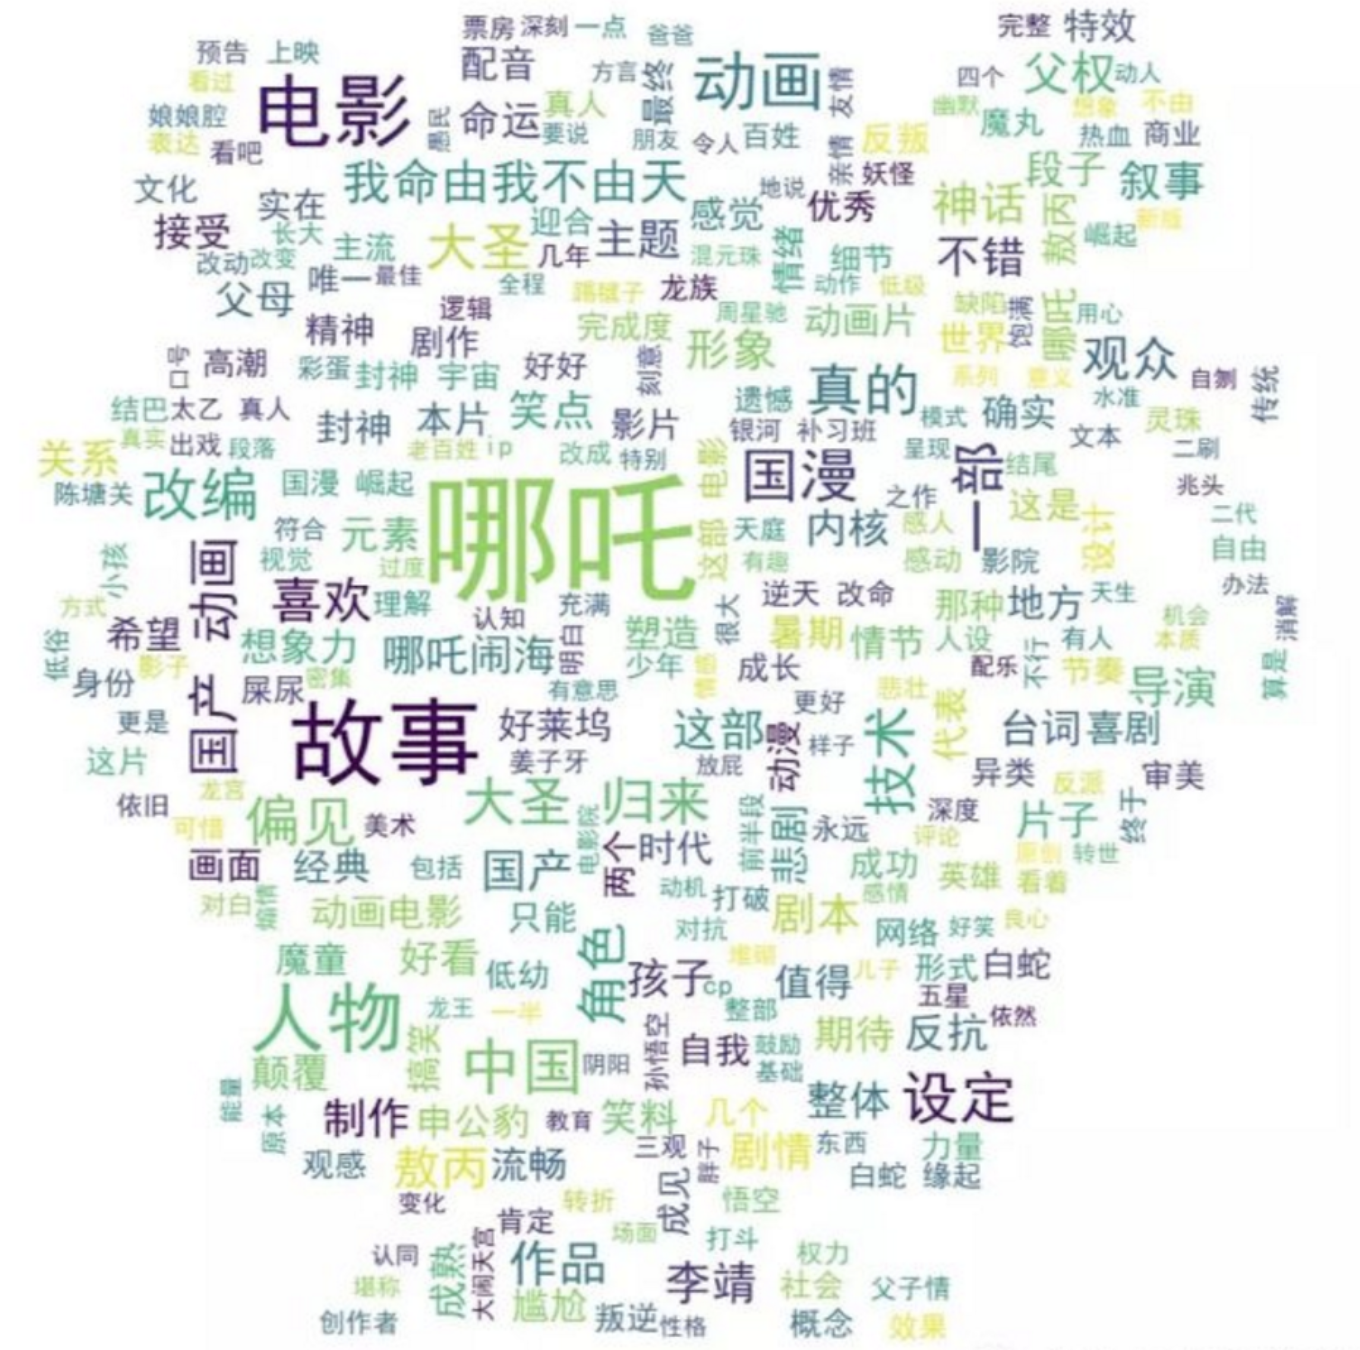 票房 深刻 一点 爸爸 完整 特效
预告 上映 配音 方言 最终 动画 友情 四个 父权 动人
看过 电影 愚民 命运 真人 幽默 想象 不由
娘娘腔 要说 朋友 令人 百姓 反叛 魔丸 热血 商业
表达 看吧 亲情 妖怪 段子 叙事
文化 我命由我不由天 优秀 神话 敖丙
接受 实在 迎合 感觉 新编 崛起
长大 主流 大圣 几年 主题 混元珠 情绪 细节 不错
改动 改变 唯一 最佳 全程 踢毽子 龙族 动作 低级
父母 逻辑 周星驰 缺陷 饱满 哪吒 用心
精神 剧作 完成度 形象 动画片 世界 观众
口号 高潮 彩蛋 封神 宇宙 好好 刻意 真的 系列 意义 自刎 传统
结巴 太乙 真人 封神 本片 笑点 影片 遗憾 模式 确实 水准 灵珠
关系 真实 出戏 段落 老百姓 ip 改成 特别 电影 银河 补习班 呈现 一部 文本 二刷
陈塘关 改编 国漫 崛起 哪吒 国漫 之作 结尾 兆头
符合 元素 这部 天庭 内核 感人 这是 设计 二代
小孩 动画 视觉 过度 有趣 感动 影院 自由
方式 喜欢 理解 认知 充满 很大 逆天 改命 那种 地方 天生 办法
希望 想象力 哪吒闹海 明白 塑造 暑期 情节 人设 有人 机会 消解
低俗 影子 少年 情感 成长 配乐 不行 节奏 本质
身份 国产 屎尿 密集 有意思 更好 悲壮 导演 算是
更是 故事 好莱坞 这部 动漫 样子 技术 代表 台词 喜剧
这片 姜子牙 放屁 异类 反派 审美
依旧 龙宫 偏见 大圣 归来 前半段 悲剧 永远 深度 片子 终于
可惜 美术 电影院 两个 时代 评论
画面 经典 包括 国产 成功 原创 转世
对白 煽情 动画电影 只能 动机 打破 剧本 感情 英雄 看着
魔童 好看 角色 对抗 网络 好笑 良心
低幼 孩子 cp 堆砌 值得 儿子 形式 白蛇
人物 龙王 一半 整部 五星 依然
颠覆 搞笑 中国 阴阳 孙悟空 自我 鼓励 期待 反抗
能量 基础 整体 设定
原本 制作 申公豹 教育 笑料 几个
观感 敖丙 流畅 三观 胖子 剧情 东西 力量
白蛇 缘起
变化 转折 成见 悟空
肯定 场面 打斗
认同 成熟 大闹天宫 作品 李靖 权力
堪称 尴尬 社会 父子情
创作者 叛逆 性格 概念 效果